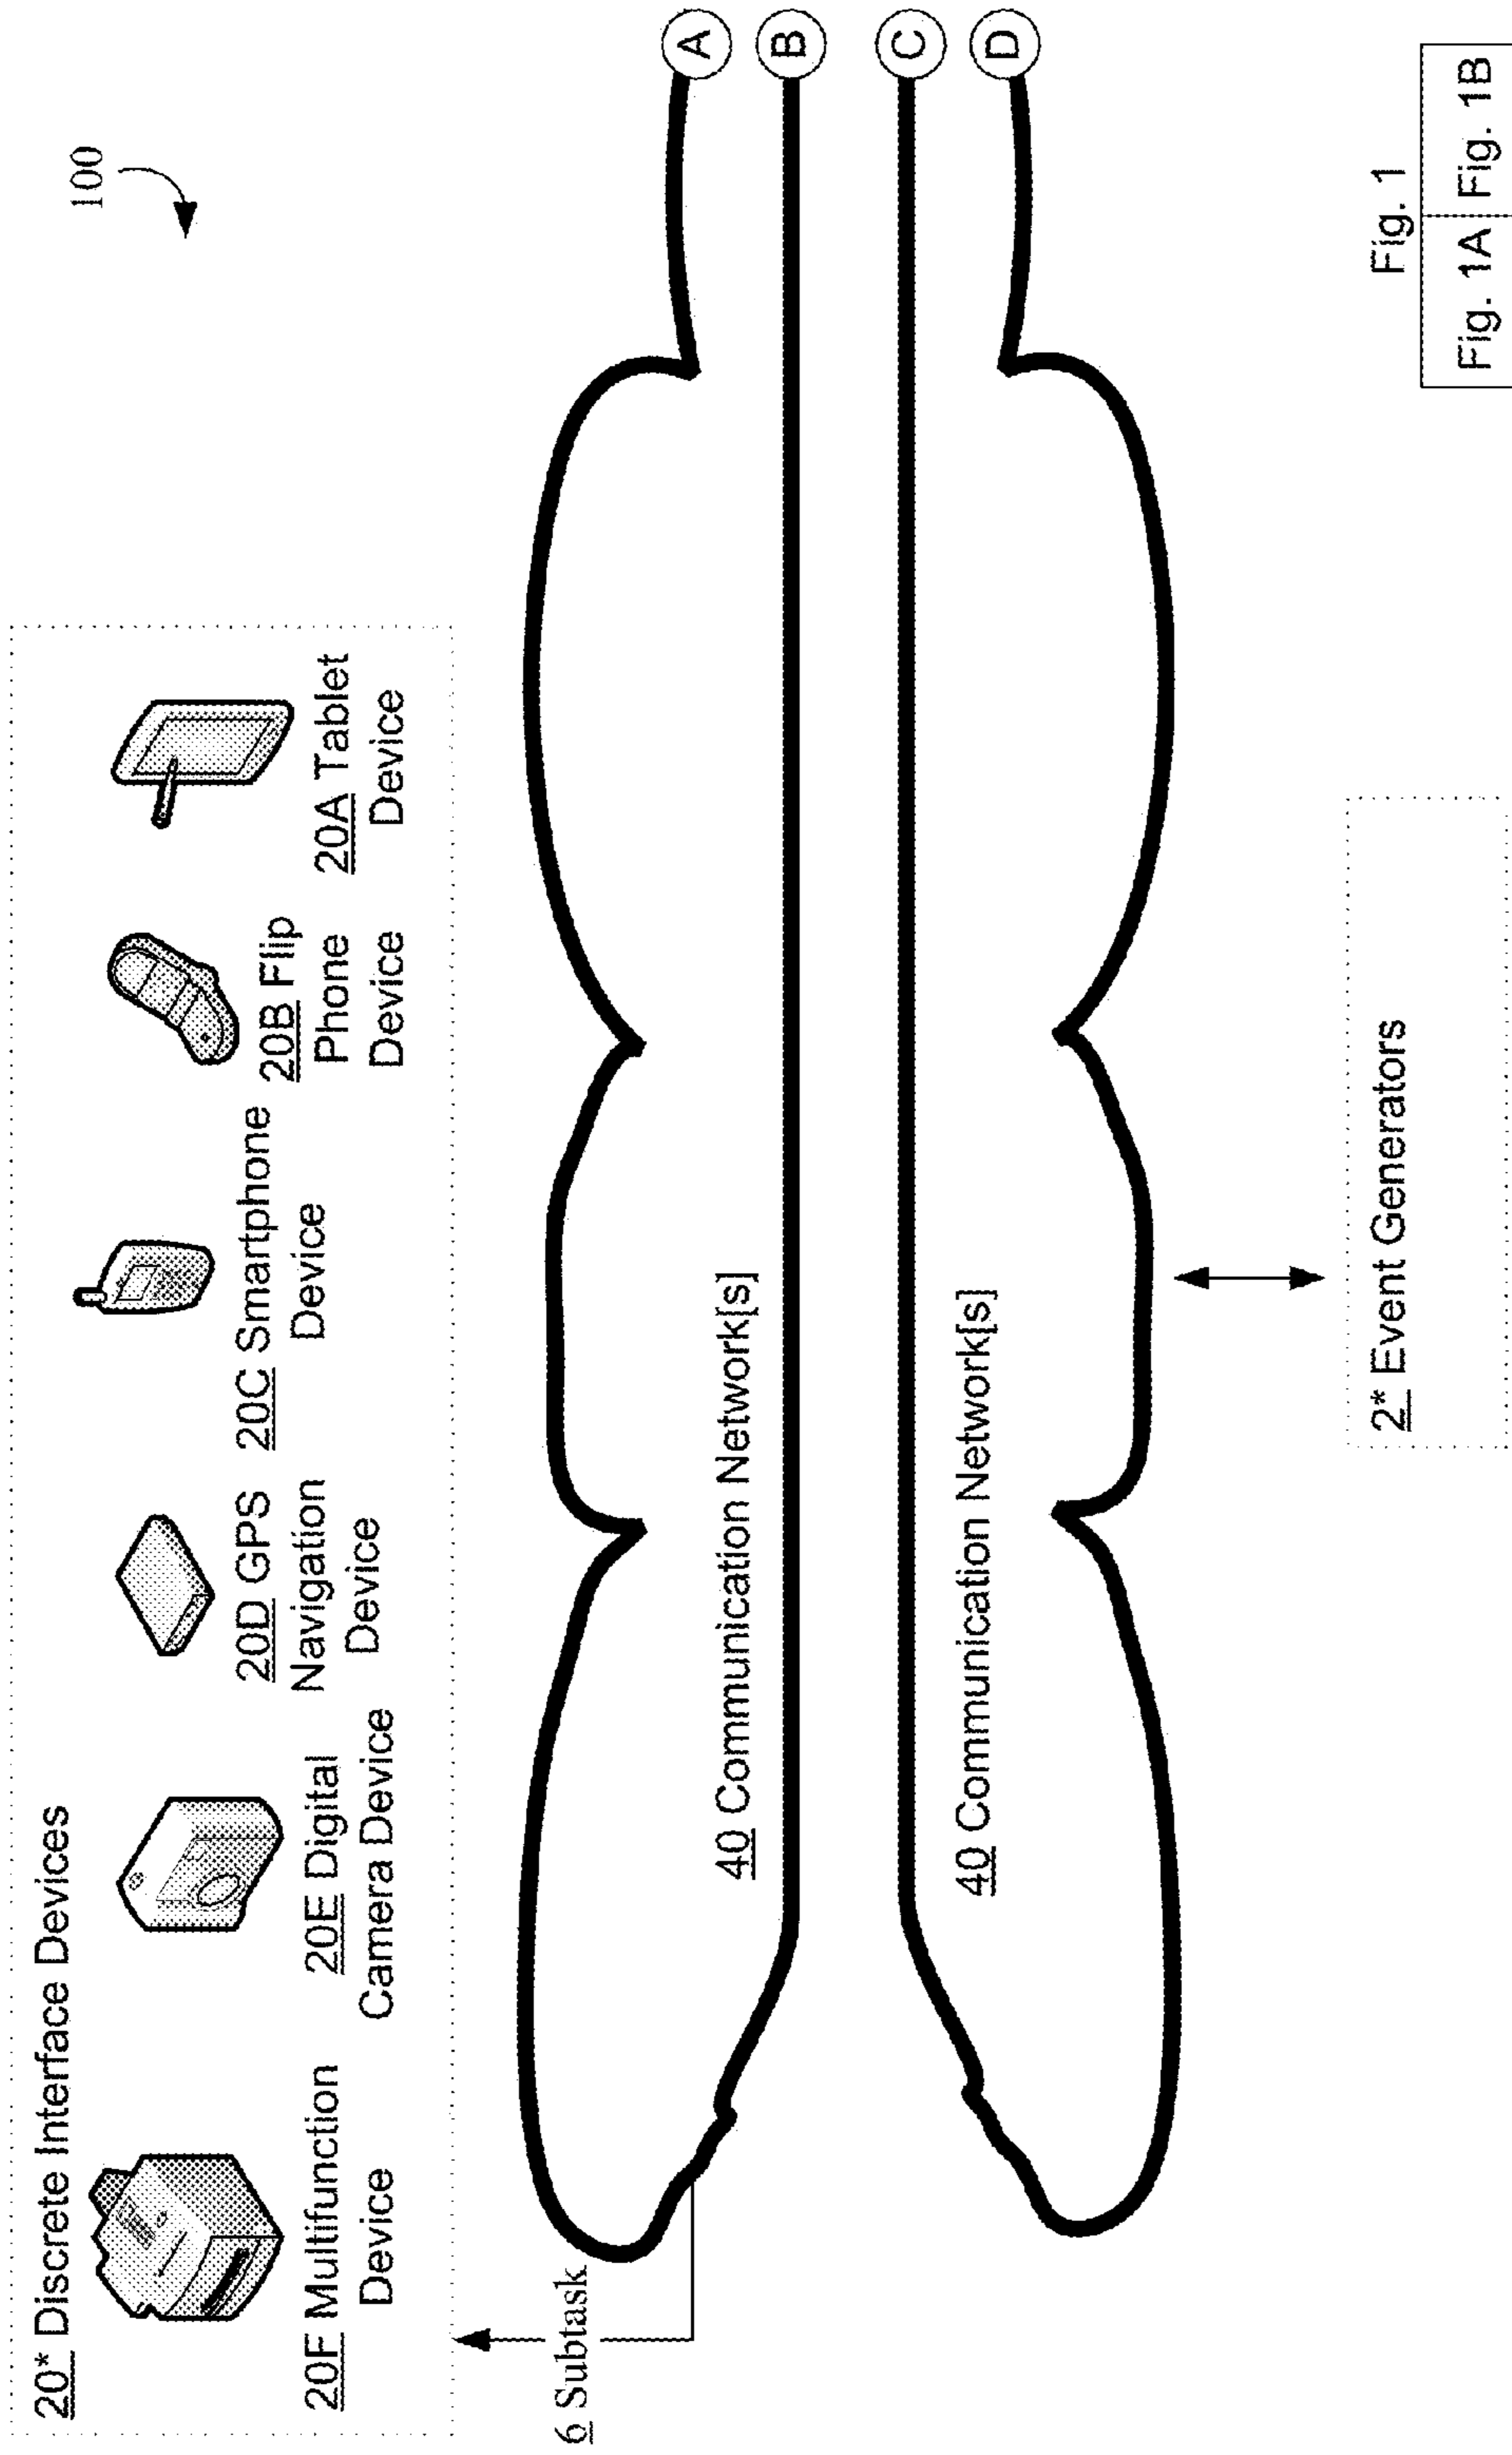 100
20* Discrete Interface Devices
20F Multifunction
Device
20E Digital
Camera Device
20D GPS
Navigation
Device
20C Smartphone
Device
20B Flip
Phone
Device
20A Tablet
Device
6 Subtask
40 Communication Network[s]
40 Communication Network[s]
A
B
C
D
2* Event Generators
Fig. 1
Fig. 1A Fig. 1B